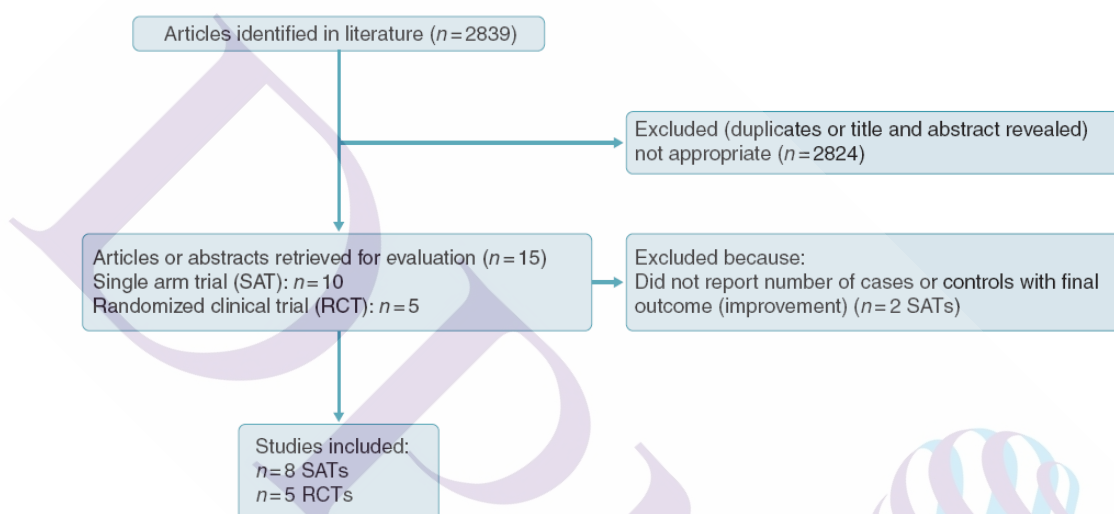 Articles identified in literature (n=2839)
Excluded (duplicates or title and abstract revealed)
not appropriate (n=2824)
Articles or abstracts retrieved for evaluation (n=15)
Single arm trial (SAT): n=10
Randomized clinical trial (RCT): n=5
Excluded because:
Did not report number of cases or controls with final
outcome (improvement) (n=2 SATs)
Studies included:
n=8 SATs
n=5 RCTs